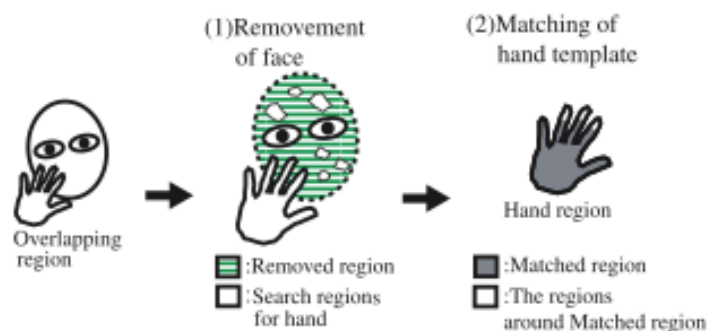 (1)Removement
of face
(2)Matching of
hand template
Overlapping
region
Hand region
:Removed region
:Search regions
for hand
:Matched region
:The regions
around Matched region